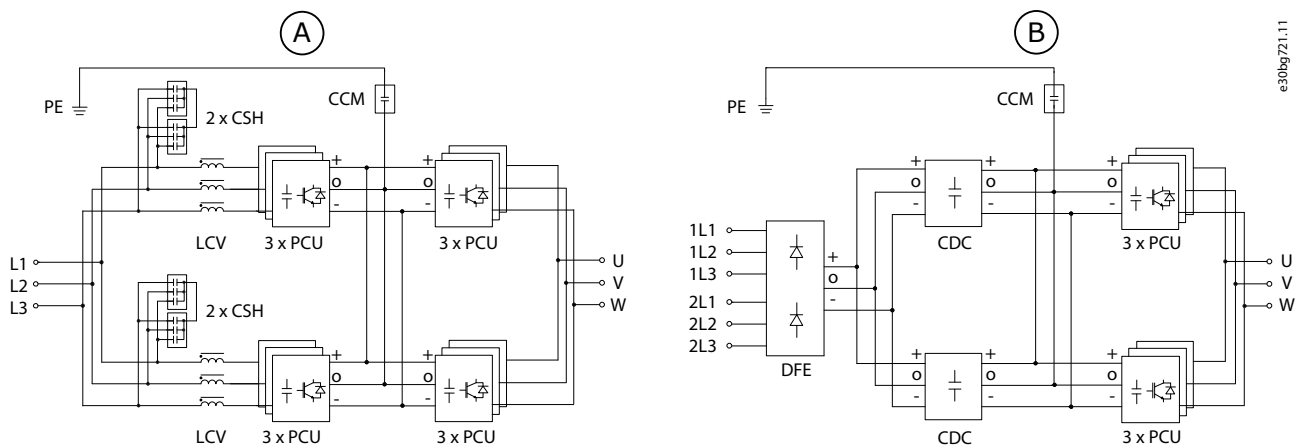 A
PE
CCM
2 x CSH
+ +
o o
- -
LCV 3 x PCU 3 x PCU
L1
L2
L3
U
V
W
2 x CSH
+ +
o o
- -
LCV 3 x PCU 3 x PCU
B
e30bg721.11
PE
CCM
+ + +
o o o
- - -
CDC 3 x PCU
1L1
1L2
1L3
2L1
2L2
2L3
+
o
-
DFE
U
V
W
+ + +
o o o
- - -
CDC 3 x PCU